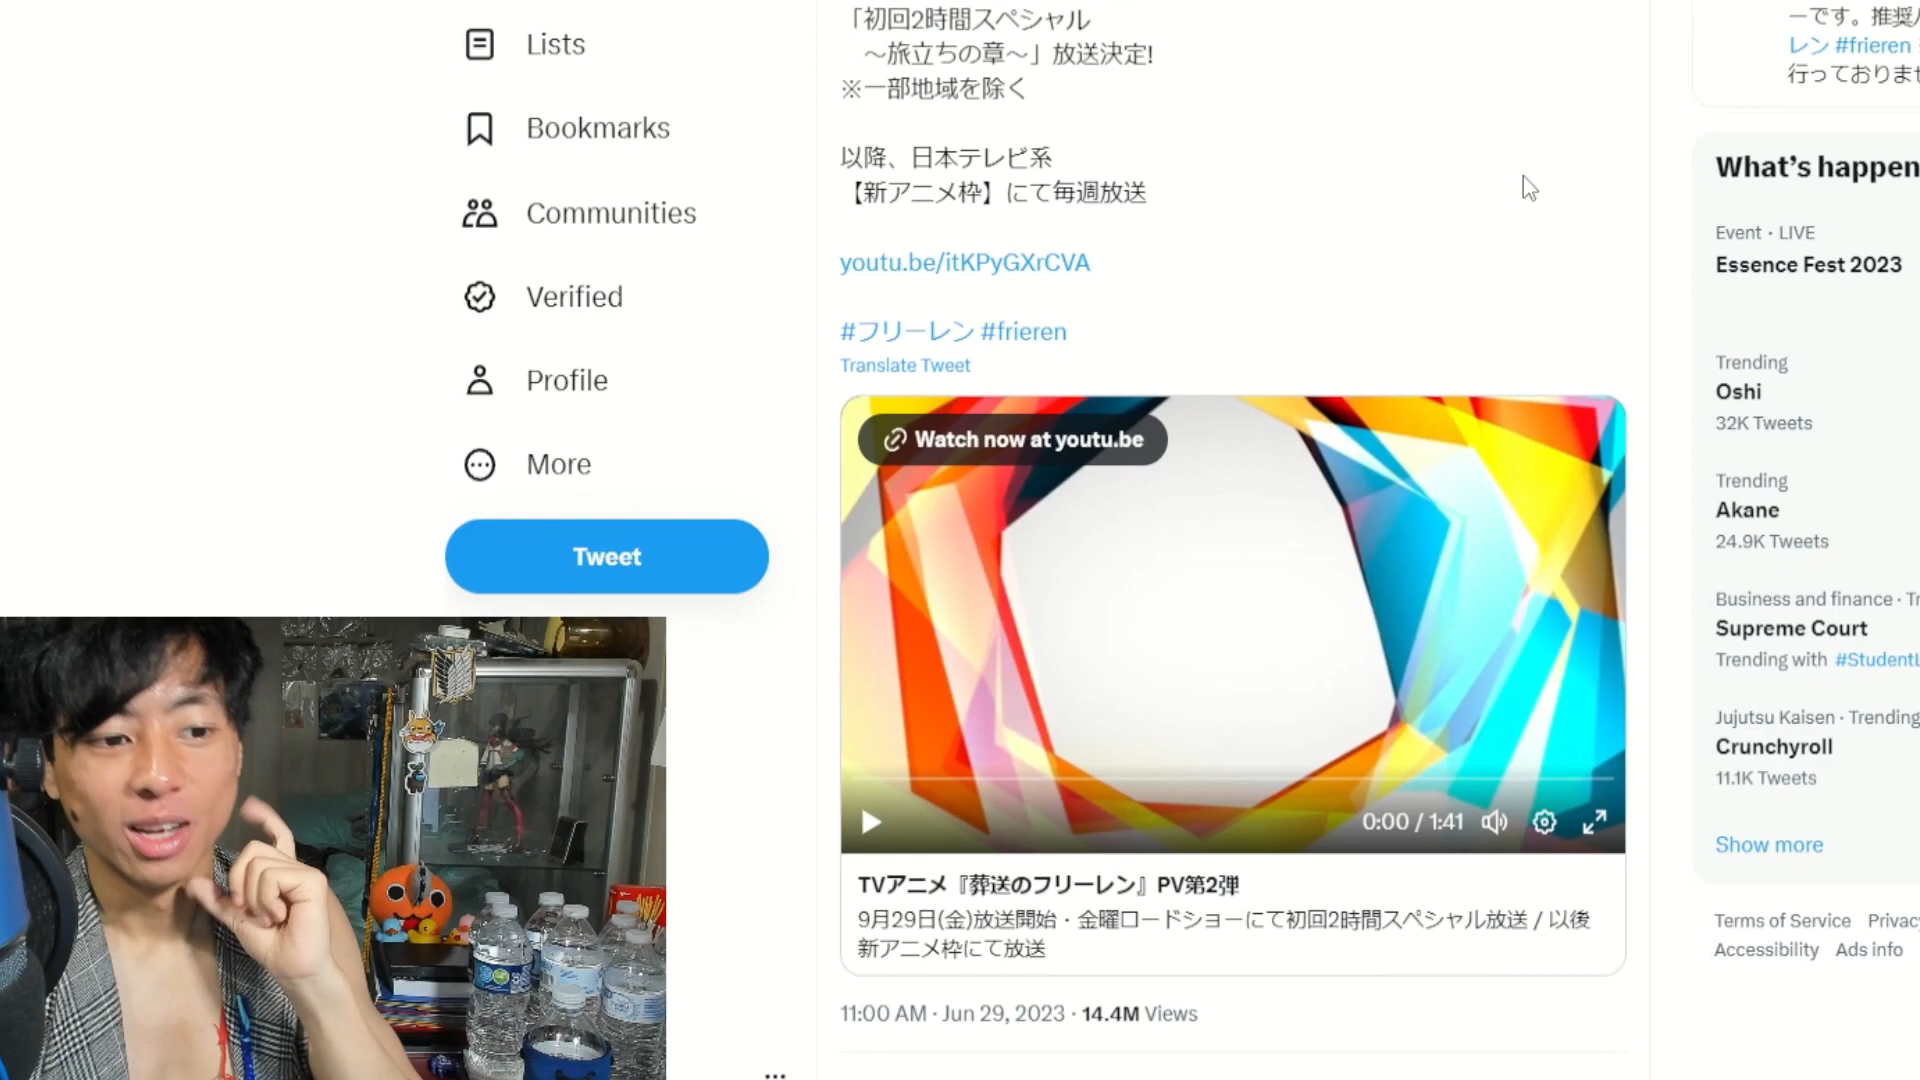 Lists
Bookmarks
Communities
Verified
Profile
More
Tweet
「初回2時間スペシャル
～旅立ちの章～」放送決定!
※一部地域を除く
以降、日本テレビ系
【新アニメ枠】にて毎週放送
youtu.be/itKPyGXrCVA
#フリーレン #frieren
Translate Tweet
Watch now at youtu.be
0:00 / 1:41
TVアニメ『葬送のフリーレン』PV第2弾
9月29日(金)放送開始・金曜ロードショーにて初回2時間スペシャル放送 / 以後
新アニメ枠にて放送
11:00 AM · Jun 29, 2023 · 14.4M Views
ーです。推奨
レン #frieren
行っておりませ
What's happen
Event · LIVE
Essence Fest 2023
Trending
Oshi
32K Tweets
Trending
Akane
24.9K Tweets
Business and finance · Tr
Supreme Court
Trending with #StudentL
Jujutsu Kaisen · Trending
Crunchyroll
11.1K Tweets
Show more
Terms of Service Privacy
Accessibility Ads info